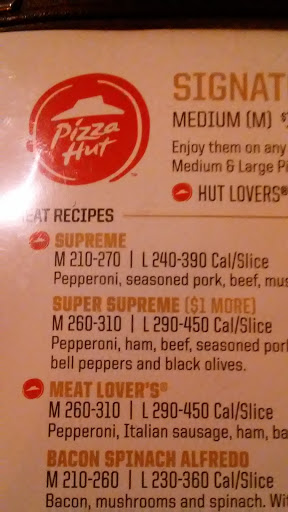 Pizza
Hut
SIGNAT
MEDIUM (M)
Enjoy them on any
Medium & Large Pi
HUT LOVERS®
EAT RECIPES
SUPREME
M 210-270 | L 240-390 Cal/Slice
Pepperoni, seasoned pork, beef, mus
SUPER SUPREME ($1 MORE)
M 260-310 | L 290-450 Cal/Slice
Pepperoni, ham, beef, seasoned pork
bell peppers and black olives.
MEAT LOVER'S®
M 260-310 | L 290-450 Cal/Slice
Pepperoni, Italian sausage, ham, ba
BACON SPINACH ALFREDO
M 210-260 | L 230-360 Cal/Slice
Bacon, mushrooms and spinach. Wit